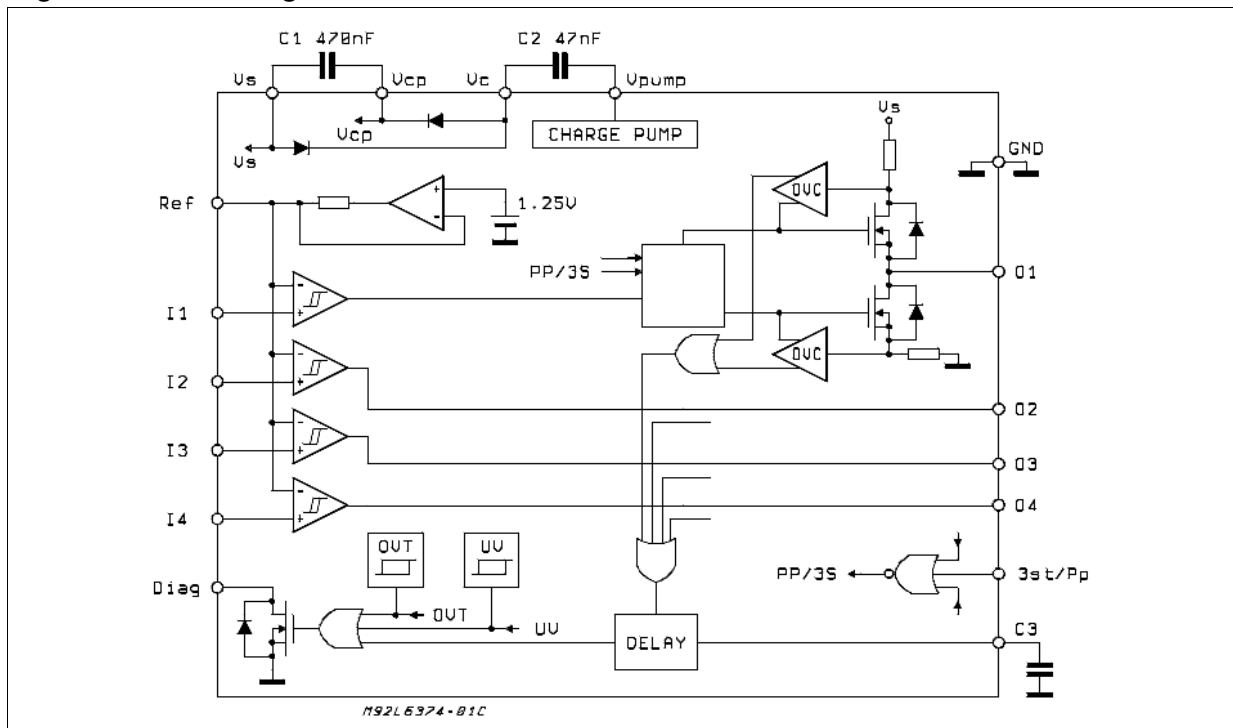 C1 470nF
C2 47nF
Vs
Vcp
Vc
Vpump
Vs
Vcp
CHARGE PUMP
Vs
GND
Ref
+
-
1.25V
OVC
PP/3S
O1
-
+
I1
OVC
-
+
I2
O2
-
+
I3
O3
-
+
I4
O4
OVT
UV
PP/3S
3st/Pp
Diag
OVT
UV
DELAY
C3
M92L6374-01C